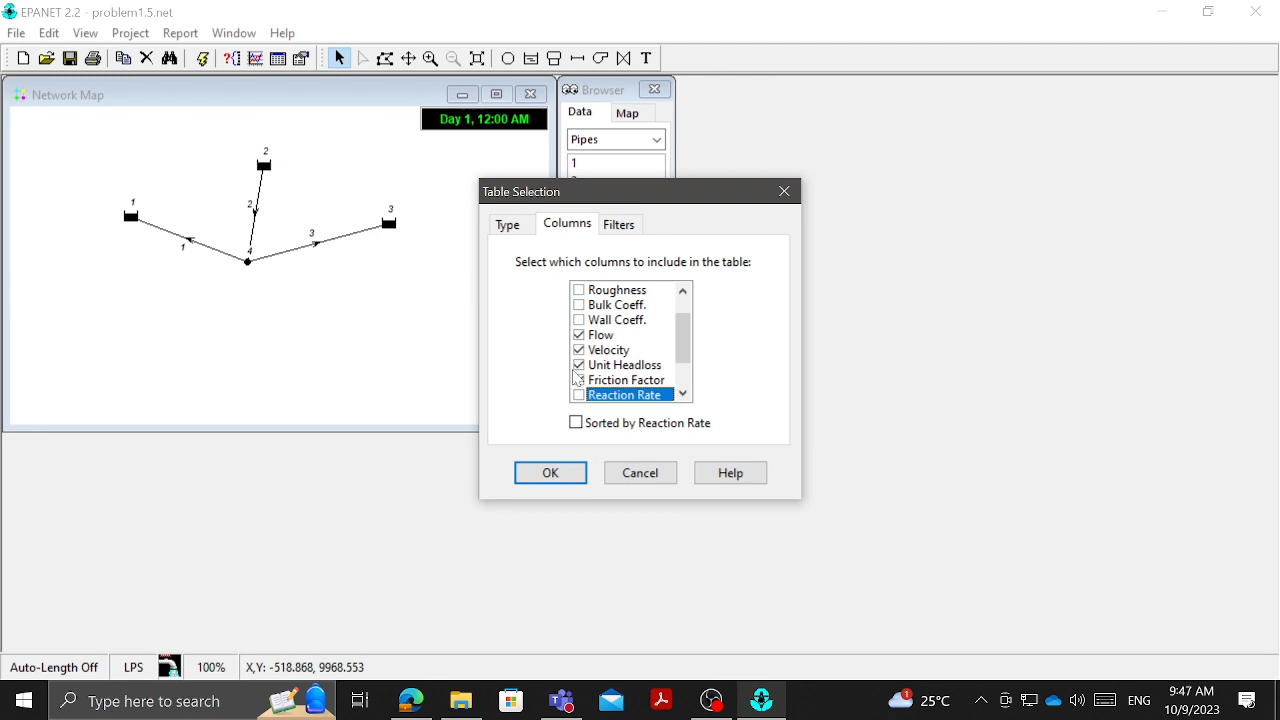 EPANET 2.2 - problem1.5.net
File Edit View Project Report Window Help
Network Map
Day 1, 12:00 AM
2
1
2
3
3
1
4
Browser
Data Map
Pipes
1
Table Selection
Type Columns Filters
Select which columns to include in the table:
Roughness
Bulk Coeff.
Wall Coeff.
Flow
Velocity
Unit Headloss
Friction Factor
Reaction Rate
Sorted by Reaction Rate
OK Cancel Help
Auto-Length Off LPS 100% X,Y: -518.868, 9968.553
Type here to search
1 25°C
ENG
9:47 AM
10/9/2023